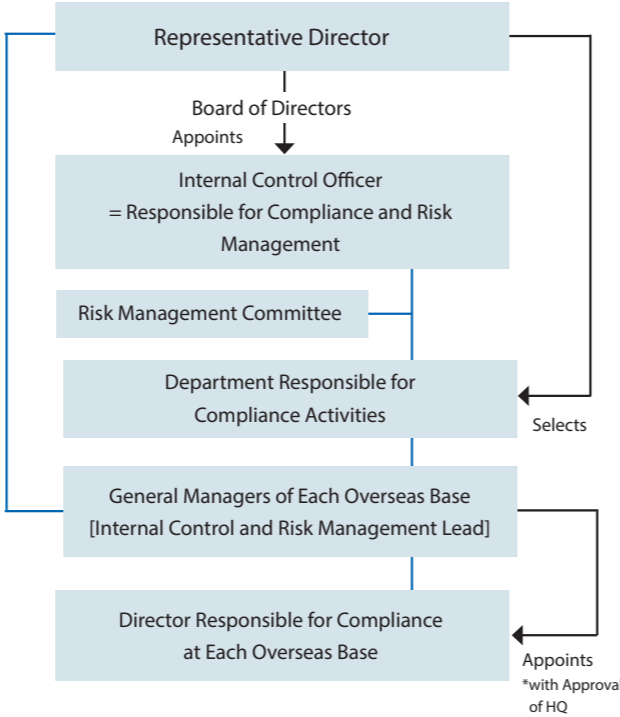 Representative Director
Board of Directors
Appoints
Internal Control Officer
= Responsible for Compliance and Risk
Management
Risk Management Committee
Department Responsible for
Compliance Activities
Selects
General Managers of Each Overseas Base
[Internal Control and Risk Management Lead]
Director Responsible for Compliance
at Each Overseas Base
Appoints
*with Approval
of HQ